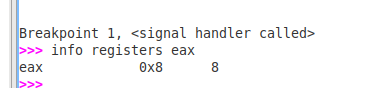 Breakpoint 1, <signal handler called>
>>> info registers eax
eax            0x8      8
>>>